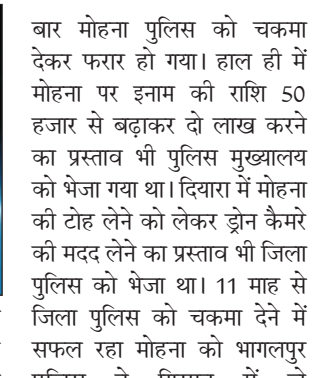 बार मोहना पुलिस को चकमा
देकर फरार हो गया। हाल ही में
मोहना पर इनाम की राशि 50
हजार से बढ़ाकर दो लाख करने
का प्रस्ताव भी पुलिस मुख्यालय
को भेजा गया था। दियारा में मोहना
की टोह लेने को लेकर ड्रोन कैमरे
की मदद लेने का प्रस्ताव भी जिला
पुलिस को भेजा था। 11 माह से
जिला पुलिस को चकमा देने में
सफल रहा मोहना को भागलपुर